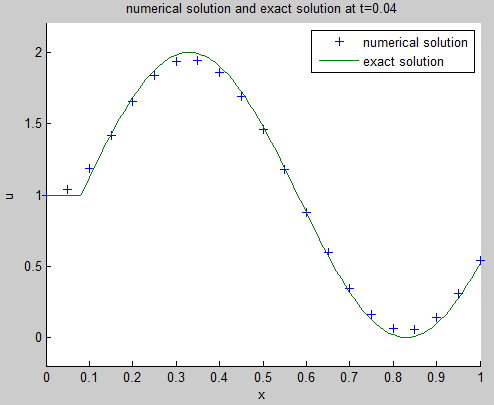 numerical solution and exact solution at t=0.04
numerical solution
exact solution
2
1.5
1
0.5
0
u
0 0.1 0.2 0.3 0.4 0.5 0.6 0.7 0.8 0.9 1
x